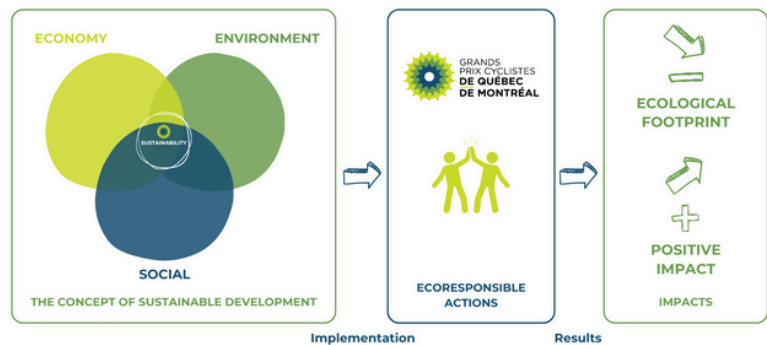 ECONOMY
ENVIRONMENT
SUSTAINABILITY
SOCIAL
THE CONCEPT OF SUSTAINABLE DEVELOPMENT
Implementation
GRANDS
PRIX CYCLISTES
DE QUÉBEC
DE MONTRÉAL
ECORESPONSIBLE
ACTIONS
Results
ECOLOGICAL
FOOTPRINT
POSITIVE
IMPACT
IMPACTS